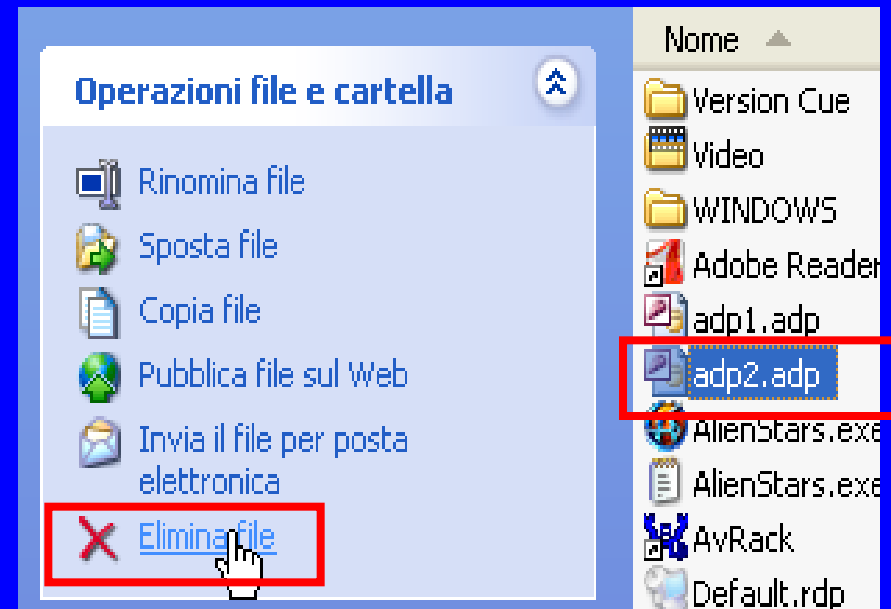 Operazioni file e cartella
Rinomina file
Sposta file
Copia file
Pubblica file sul Web
Invia il file per posta
elettronica
Elimina file
Nome
Version Cue
Video
WINDOWS
Adobe Reader
adp1.adp
adp2.adp
AlienStars.exe
AlienStars.exe
AvRack
Default.rdp